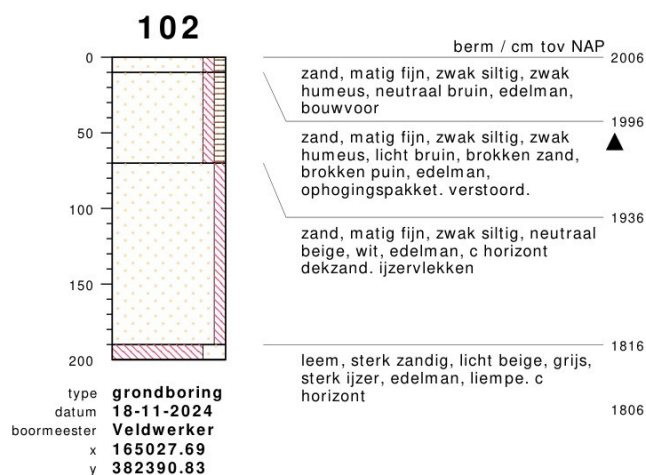 102
berm / cm tov NAP
0
2006
zand, matig fijn, zwak siltig, zwak
humeus, neutraal bruin, edelman,
bouwvoor
1996
50
zand, matig fijn, zwak siltig, zwak
humeus, licht bruin, brokken zand,
brokken puin, edelman,
ophogingspakket. verstoord.
100
1936
zand, matig fijn, zwak siltig, neutraal
beige, wit, edelman, c horizont
dekzand. ijzervlekken
150
1816
200
leem, sterk zandig, licht beige, grijs,
sterk ijzer, edelman, liempe. c
horizont
1806
type grondboring
datum 18-11-2024
boormeester Veldwerker
x 165027.69
y 382390.83